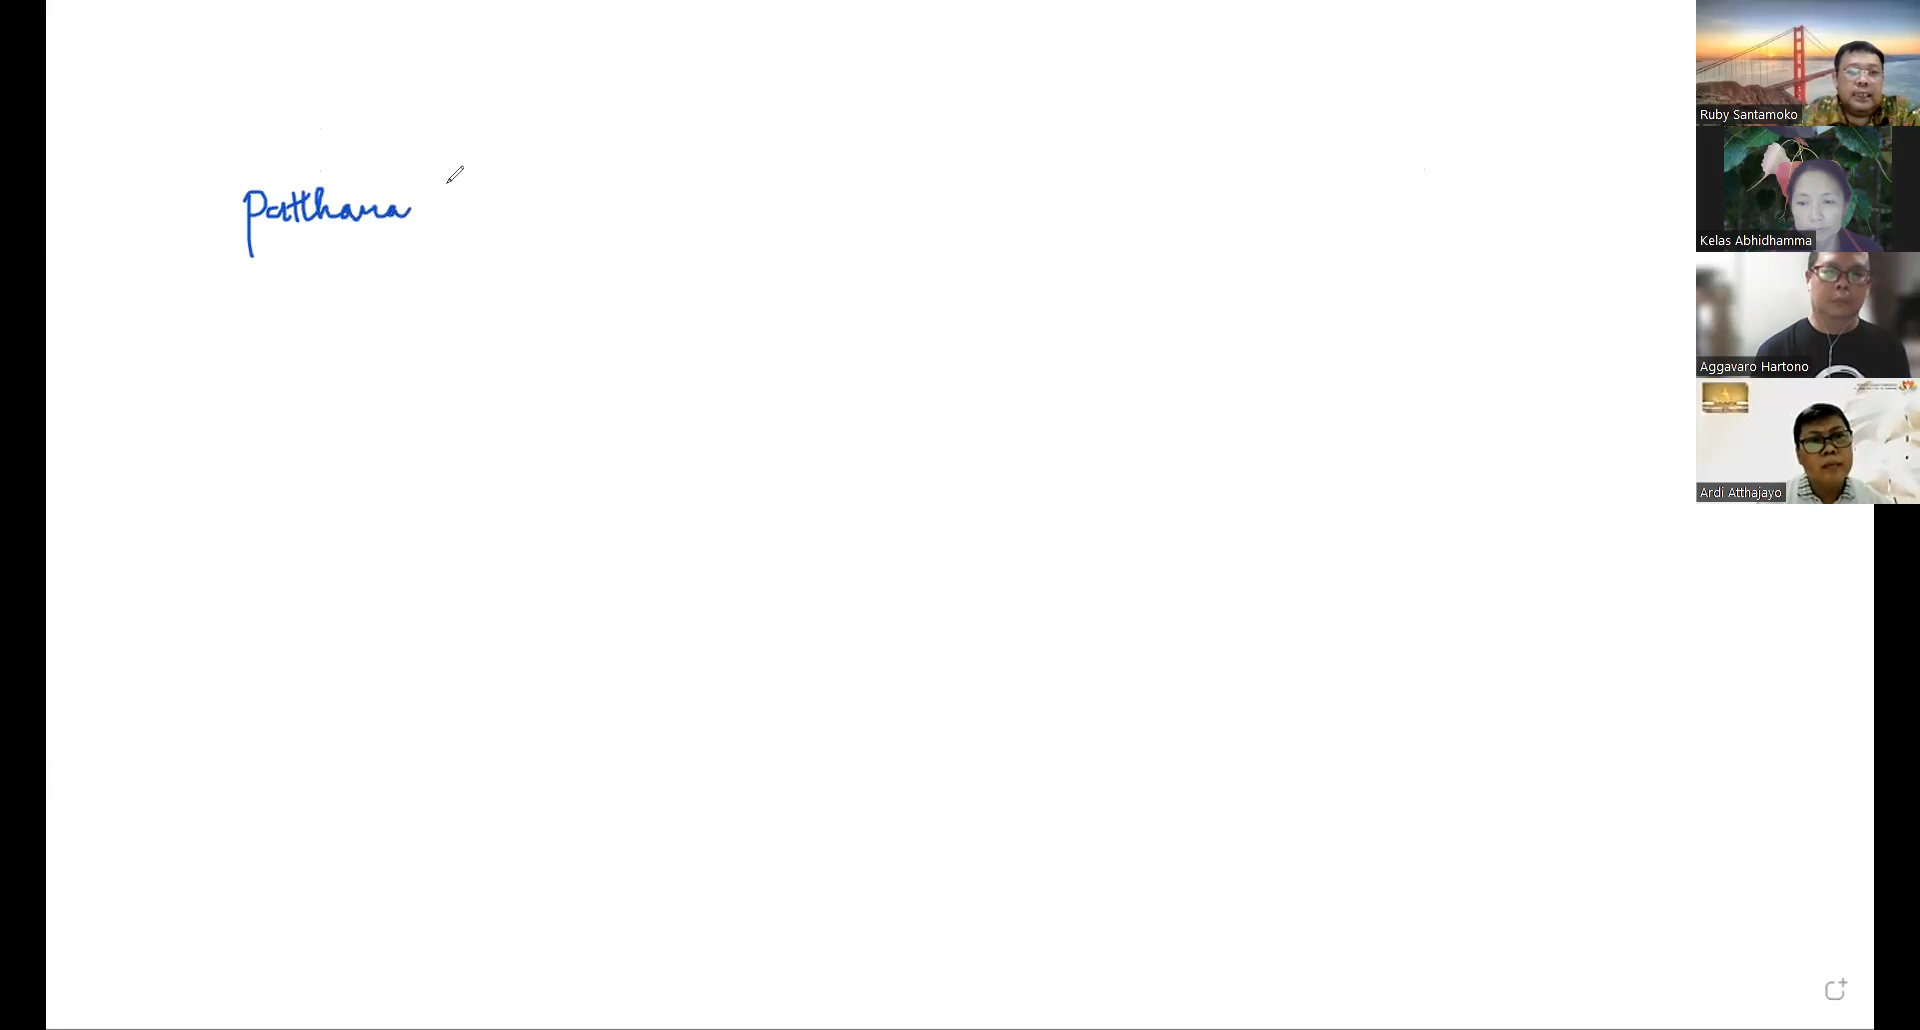 Patthana
Ruby Santamoko
Kelas Abhidhamma
Aggavaro Hartono
Ardi Atthajayo